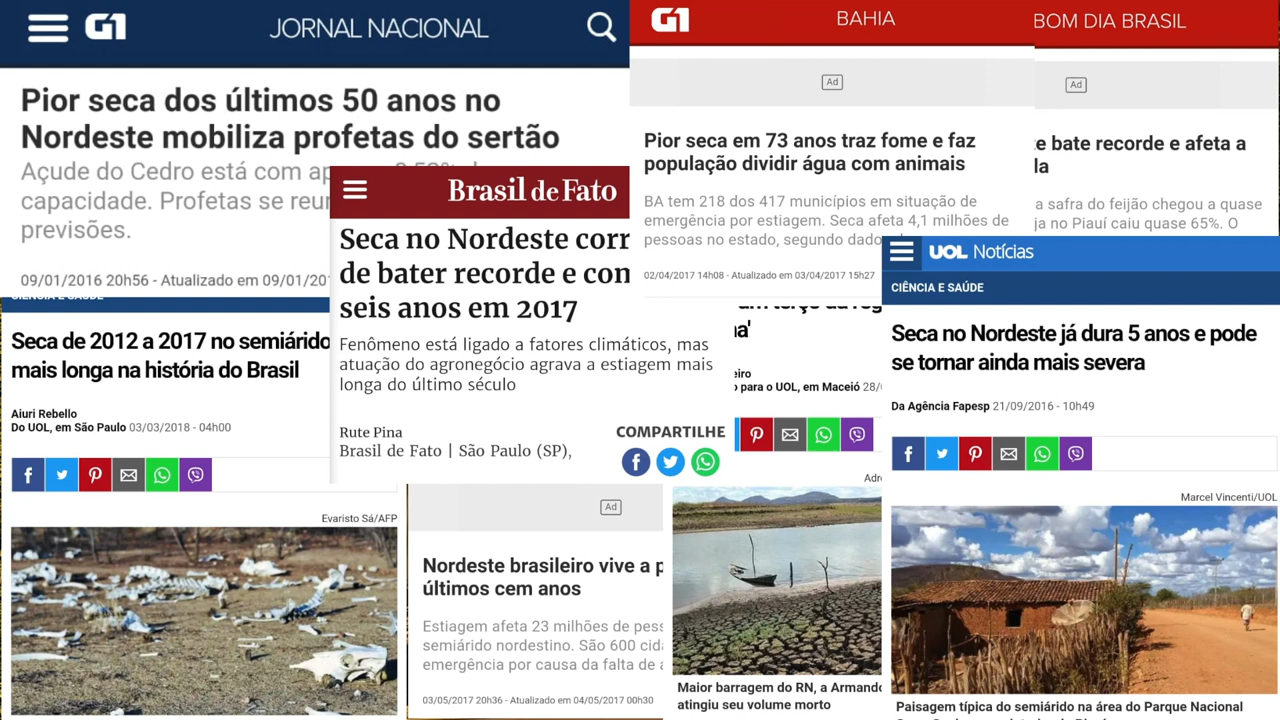 G1
JORNAL NACIONAL
Pior seca dos últimos 50 anos no
Nordeste mobiliza profetas do sertão
Açude do Cedro está com
capacidade. Profetas se
previsões.
09/01/2016 20h56 - Atualizado em
G1
BAHIA
Ad
Pior seca em 73 anos traz fome e faz
população dividir água com animais
BA tem 218 dos 417 municípios em situação de
emergência por estiagem. Seca afeta 4,1 milhões de
pessoas no estado, segundo
02/04/2017 14h08 - Atualizado em 03/04/2017 15h27
BOM DIA BRASIL
Ad
bate recorde e afeta a
la
a safra do feijão chegou a quase
no Piauí caiu quase 65%. O
Brasil de Fato
Seca no Nordeste corr
de bater recorde e com
seis anos em 2017
Fenômeno está ligado a fatores climáticos, mas
atuação do agronegócio agrava a estiagem mais
longa do último século
Rute Pina
Brasil de Fato | São Paulo (SP),
COMPARTILHE
CIÊNCIA E SAÚDE
Seca de 2012 a 2017 no semiárido
mais longa na história do Brasil
Aiuri Rebello
Do UOL, em São Paulo 03/03/2018 - 04h00
Evaristo Sá/AFP
para o UOL, em Maceió
UOL Notícias
CIÊNCIA E SAÚDE
Seca no Nordeste já dura 5 anos e pode
se tornar ainda mais severa
Da Agência Fapesp 21/09/2016 - 10h49
Marcel Vincenti/UOL
Paisagem típica do semiárido na área do Parque Nacional
Ad
Nordeste brasileiro vive a p
últimos cem anos
Estiagem afeta 23 milhões de
semiárido nordestino. São 600
emergência por causa da falta de
03/05/2017 20h36 - Atualizado em 04/05/2017 00h30
Maior barragem do RN, a
atingiu seu volume morto